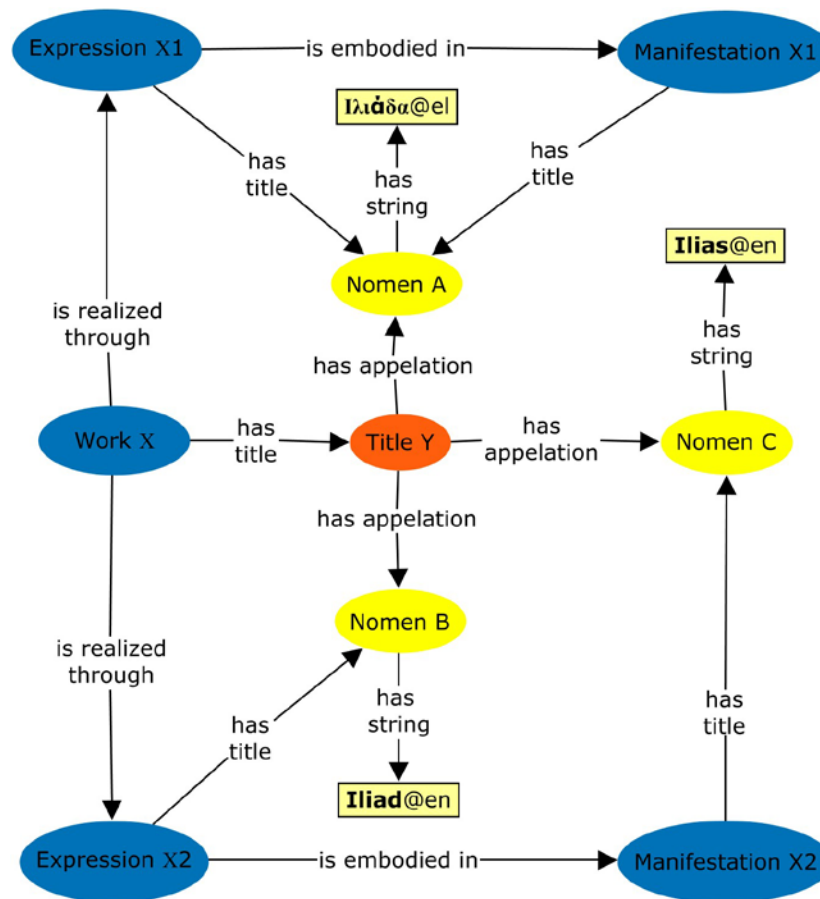 Expression X1
is embodied in
Manifestation X1
Ιλιάδα@el
has
title
has
string
has
title
Ilias@en
Nomen A
is realized
through
has appelation
has
string
Work X
has
title
Title Y
has
appelation
Nomen C
has appelation
Nomen B
is realized
through
has
title
has
string
has
title
Iliad@en
Expression X2
is embodied in
Manifestation X2